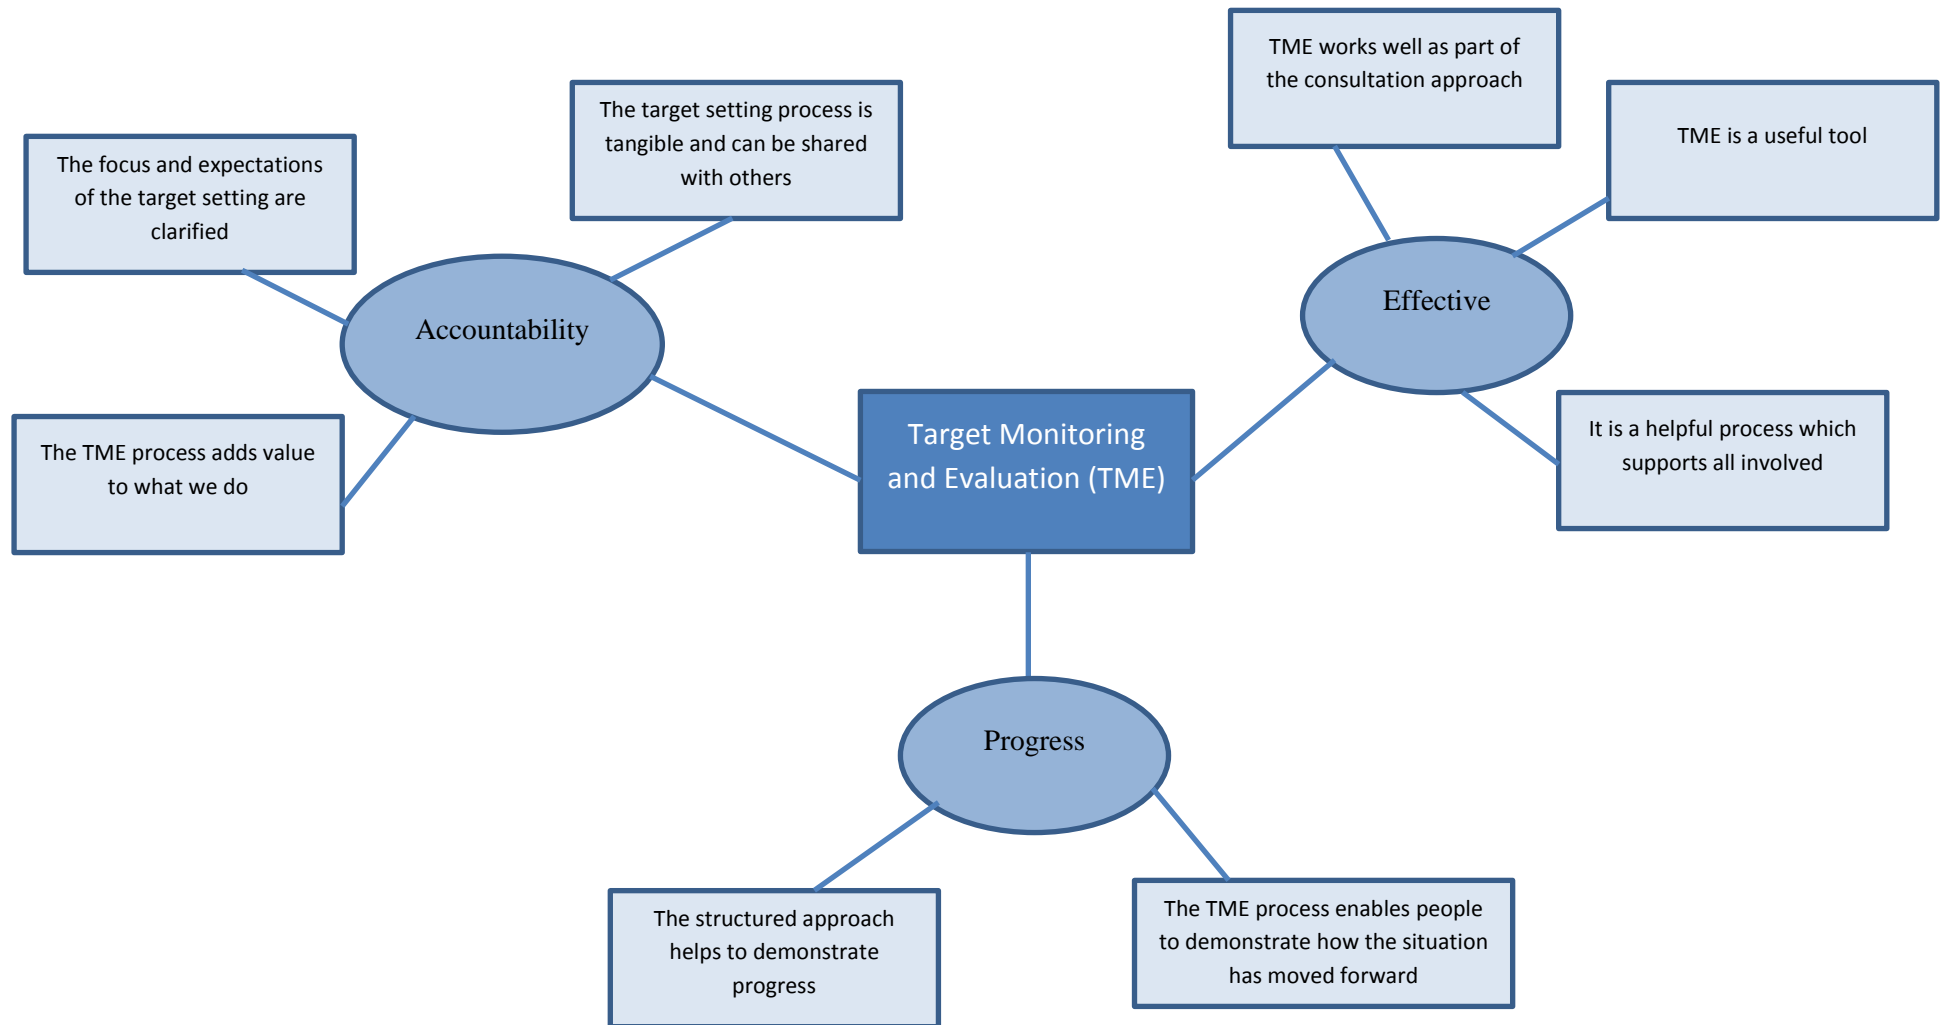 TME works well as part of
the consultation approach
The target setting process is
tangible and can be shared
with others
TME is a useful tool
The focus and expectations
of the target setting are
clarified
Effective
Accountability
Target Monitoring
and Evaluation (TME)
It is a helpful process which
supports all involved
The TME process adds value
to what we do
Progress
The structured approach
helps to demonstrate
progress
The TME process enables people
to demonstrate how the situation
has moved forward